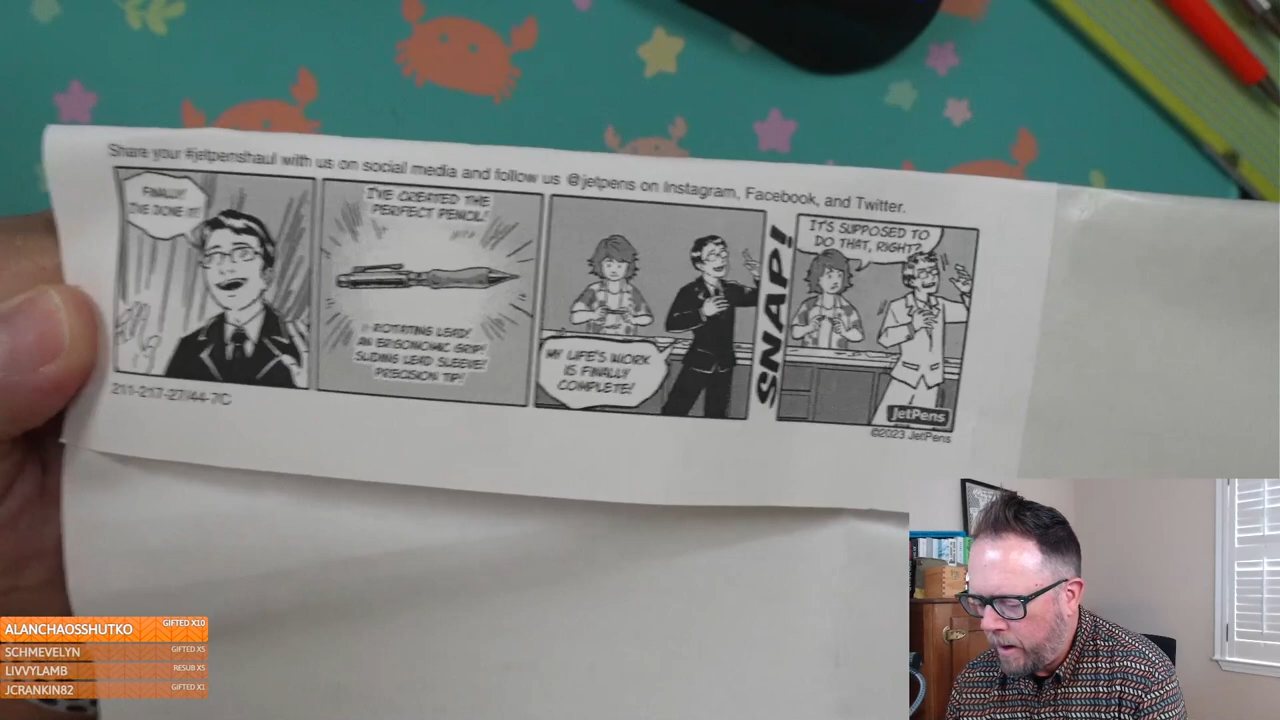 Share your #jetpenshaul with us on social media and follow us @jetpens on Instagram, Facebook, and Twitter.
FINALLY!
I'VE DONE IT!
I'VE CREATED THE
PERFECT PENCIL!
ROTATING LEAD!
AN ERGONOMIC GRIP!
SLIDING LEAD SLEEVE!
PRECISION TIP!
MY LIFE'S WORK
IS FINALLY
COMPLETE!
SNAP!
IT'S SUPPOSED TO
DO THAT, RIGHT?
JetPens
211-217-27/44-7C
©2023 JetPens
ALANCHAOSSHUTKO GIFTED X10
SCHMEVELYN GIFTED X5
LIVVYLAMB RESUB X5
JCRANKIN82 GIFTED X1